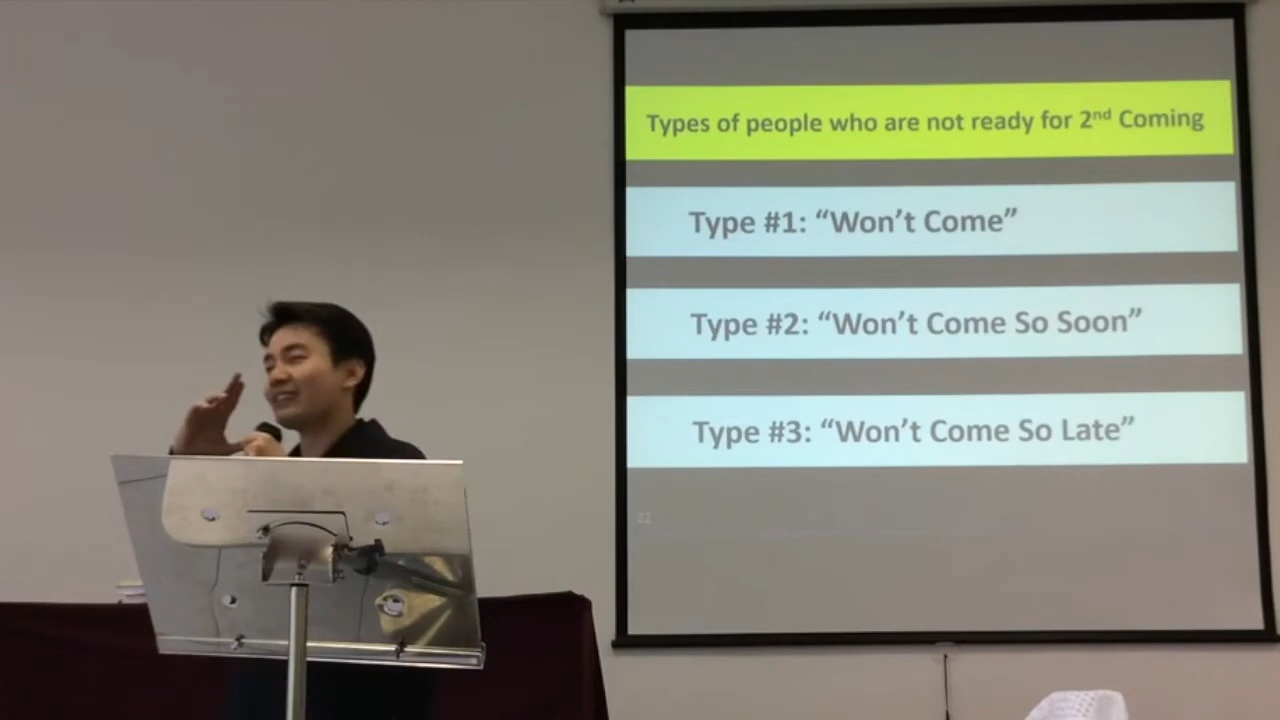 Types of people who are not ready for 2nd Coming
Type #1: “Won’t Come”
Type #2: “Won’t Come So Soon”
Type #3: “Won’t Come So Late”